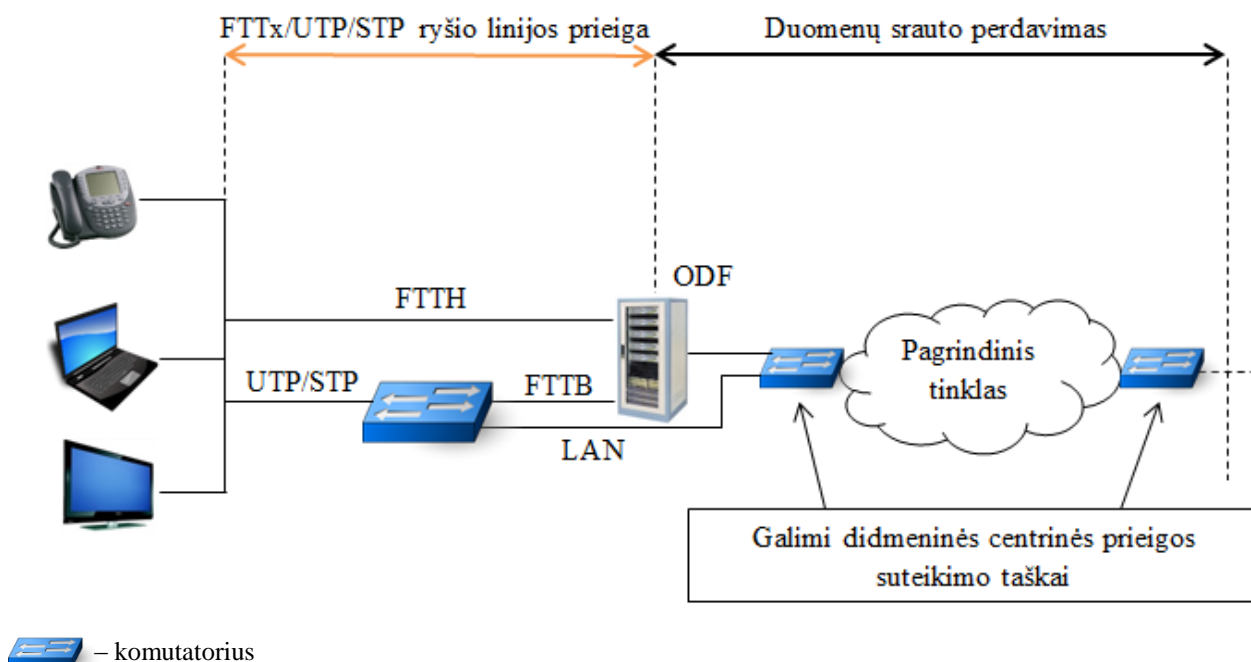 FTTx/UTP/STP ryšio linijos prieiga
Duomenų srauto perdavimas
ODF
FTTH
Pagrindinis
tinklas
UTP/STP
FTTB
LAN
Galimi didmeninės centrinės prieigos
suteikimo taškai
– komutatorius